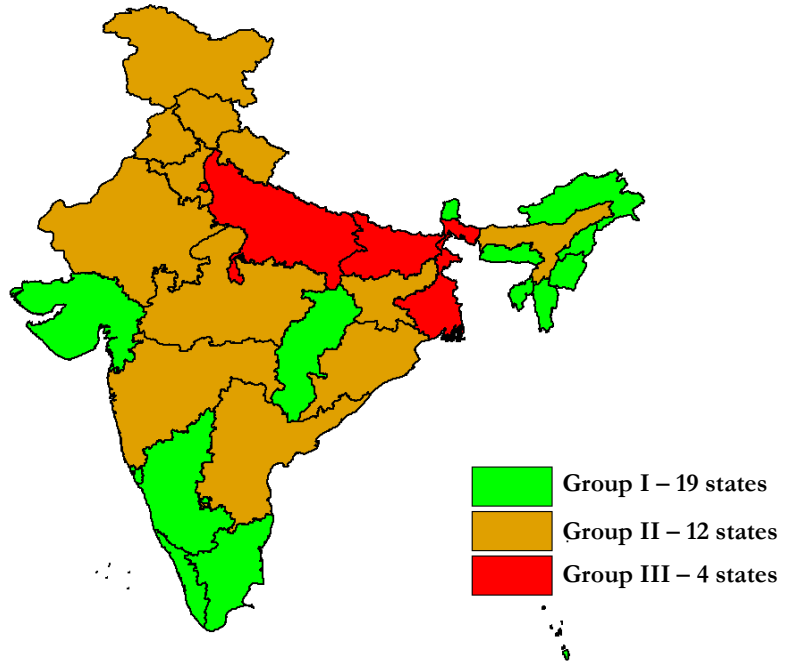 Group I – 19 states
Group II – 12 states
Group III – 4 states